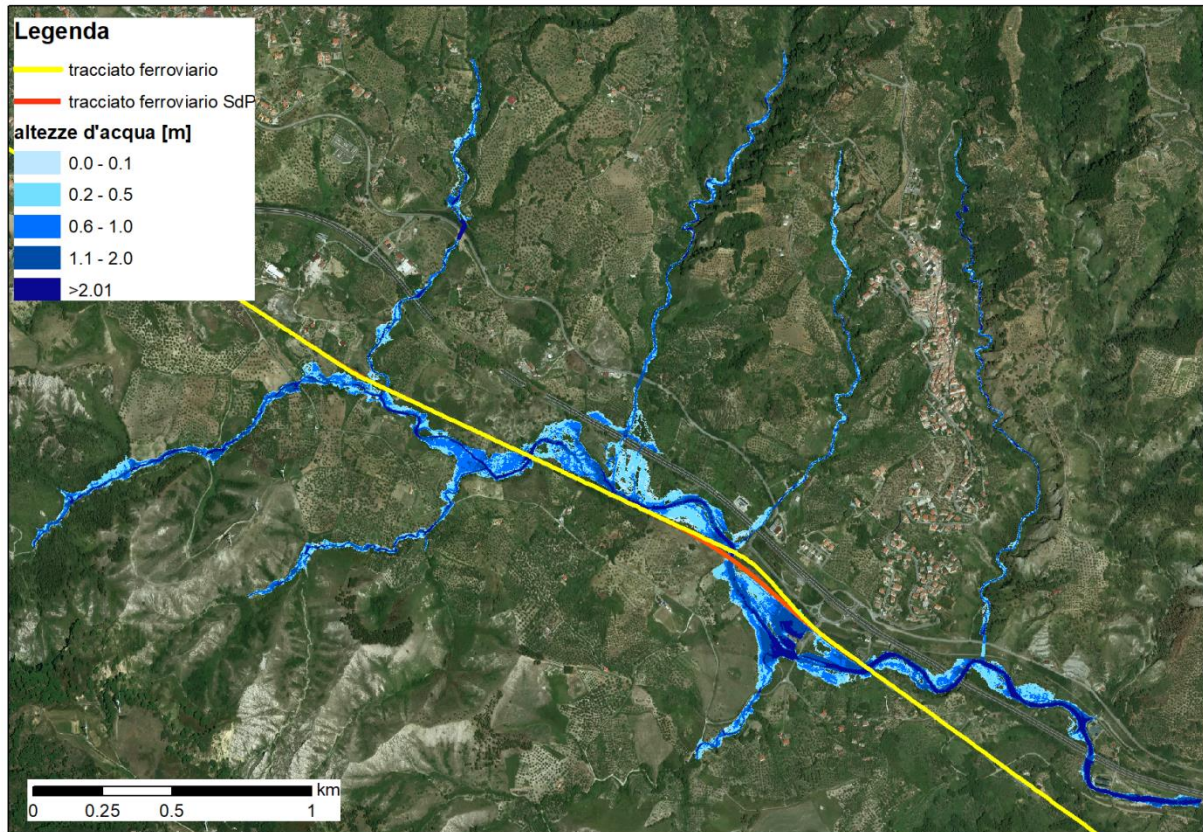 Legenda
tracciato ferroviario
tracciato ferroviario SdP
altezze d'acqua [m]
0.0 - 0.1
0.2 - 0.5
0.6 - 1.0
1.1 - 2.0
>2.01
km
0 0.25 0.5 1